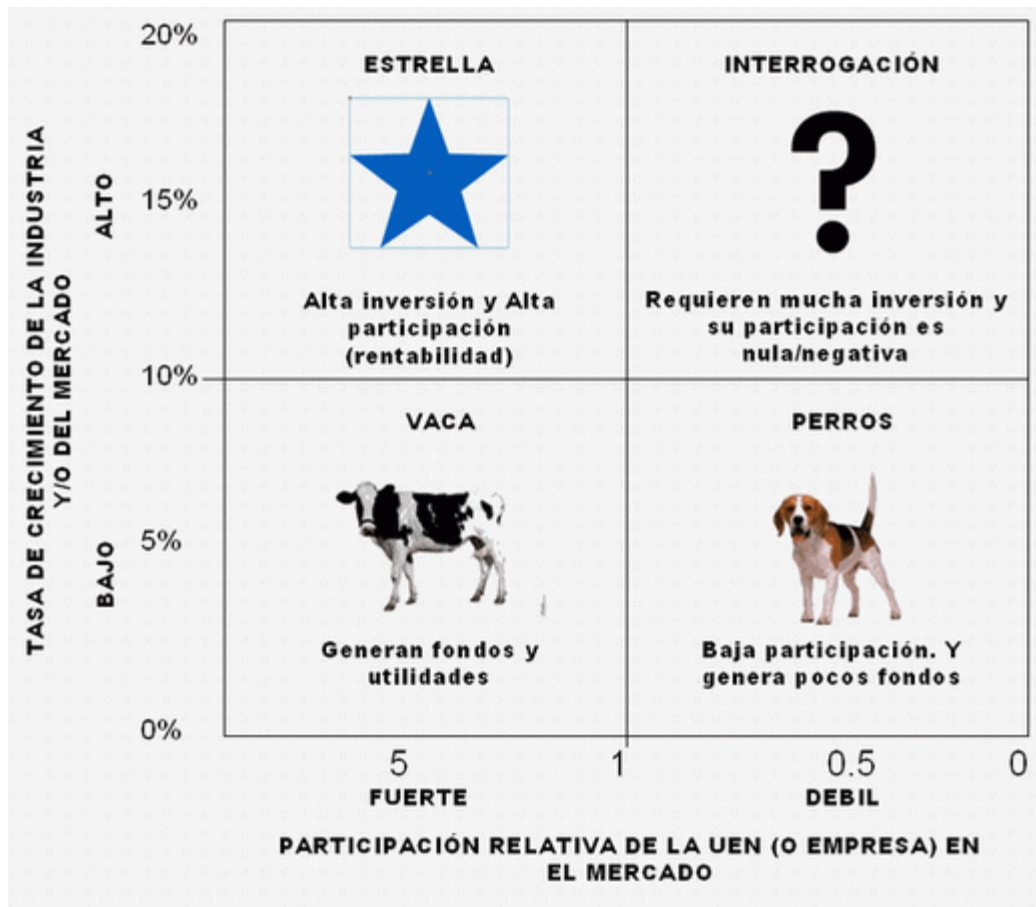 20%
ESTRELLA
INTERROGACIÓN
TASA DE CRECIMIENTO DE LA INDUSTRIA
Y/O DEL MERCADO
ALTO
15%
?
Alta inversión y Alta
participación
(rentabilidad)
Requieren mucha inversión y
su participación es
nula/negativa
10%
VACA
PERROS
BAJO
5%
Generan fondos y
utilidades
Baja participación. Y
genera pocos fondos
0%
5
1
0.5
0
FUERTE
DEBIL
PARTICIPACIÓN RELATIVA DE LA UEN (O EMPRESA) EN
EL MERCADO